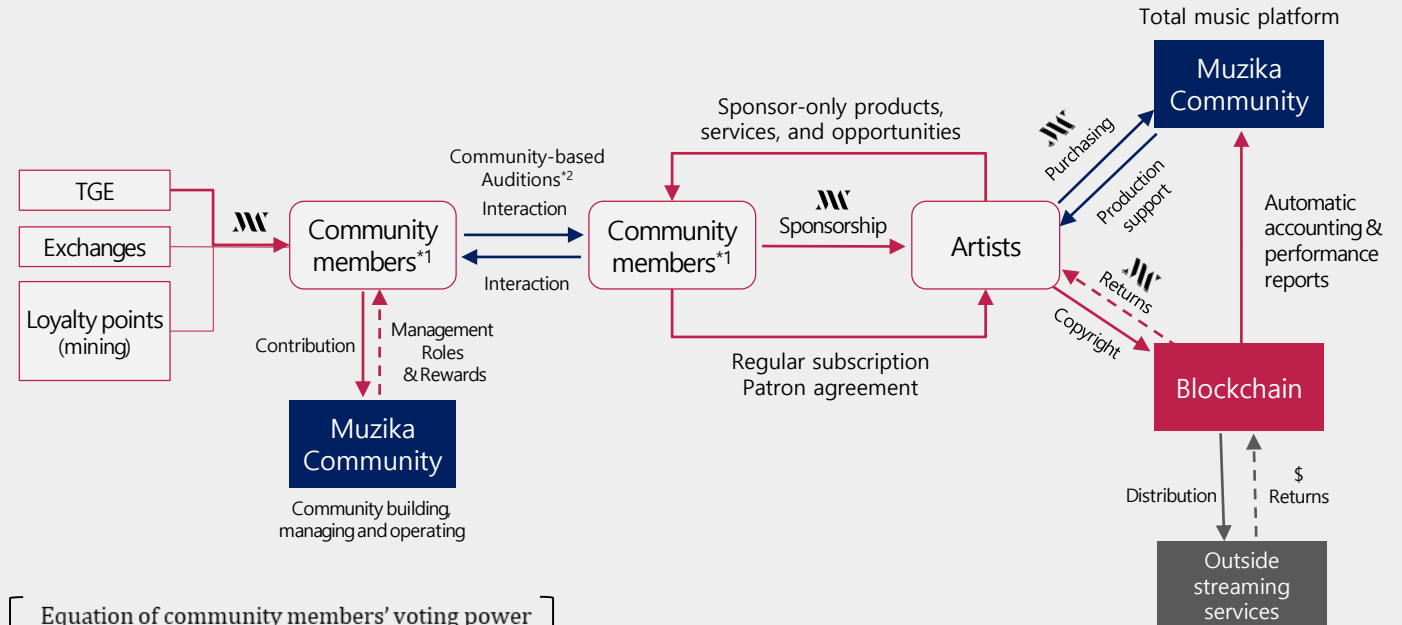 Total music platform
Muzika
Community
Sponsor-only products,
services, and opportunities
Purchasing
Production
support
Community-based
Auditions*2
Interaction
TGE
Exchanges
Loyalty points
(mining)
Community
members*1
Interaction
Community
members*1
Sponsorship
Artists
Automatic
accounting &
performance
reports
Returns
Copyright
Contribution
Management
Roles
& Rewards
Regular subscription
Patron agreement
Blockchain
Muzika
Community
Community building,
managing and operating
Distribution
$
Returns
Outside
streaming
services
Equation of community members' voting power